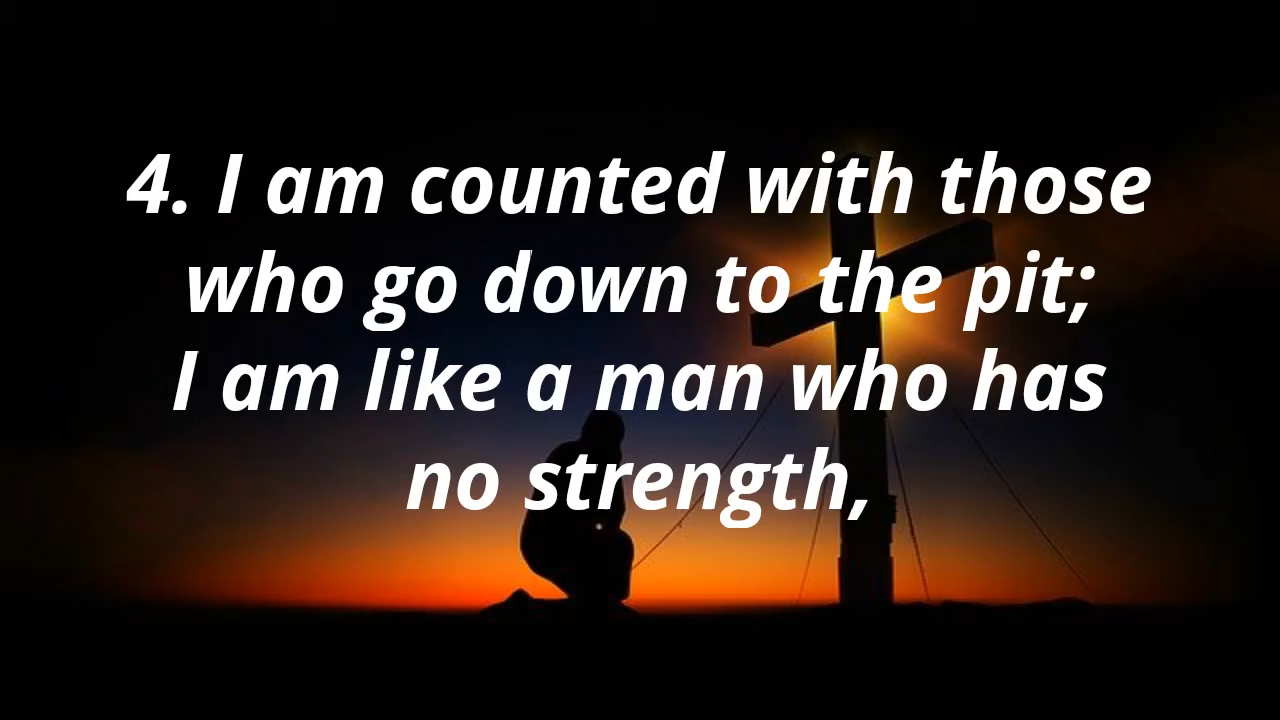 4. I am counted with those
who go down to the pit;
I am like a man who has
no strength,